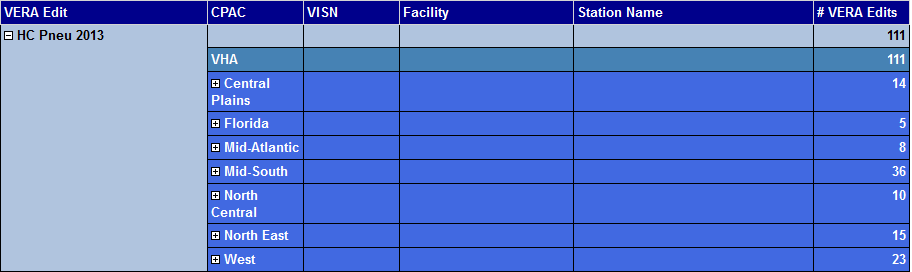 VERA Edit CPAC VISN Facility Station Name # VERA Edits
HC Pneu 2013 111
VHA 111
Central
Plains 14
Florida 5
Mid-Atlantic 8
Mid-South 36
North
Central 10
North East 15
West 23